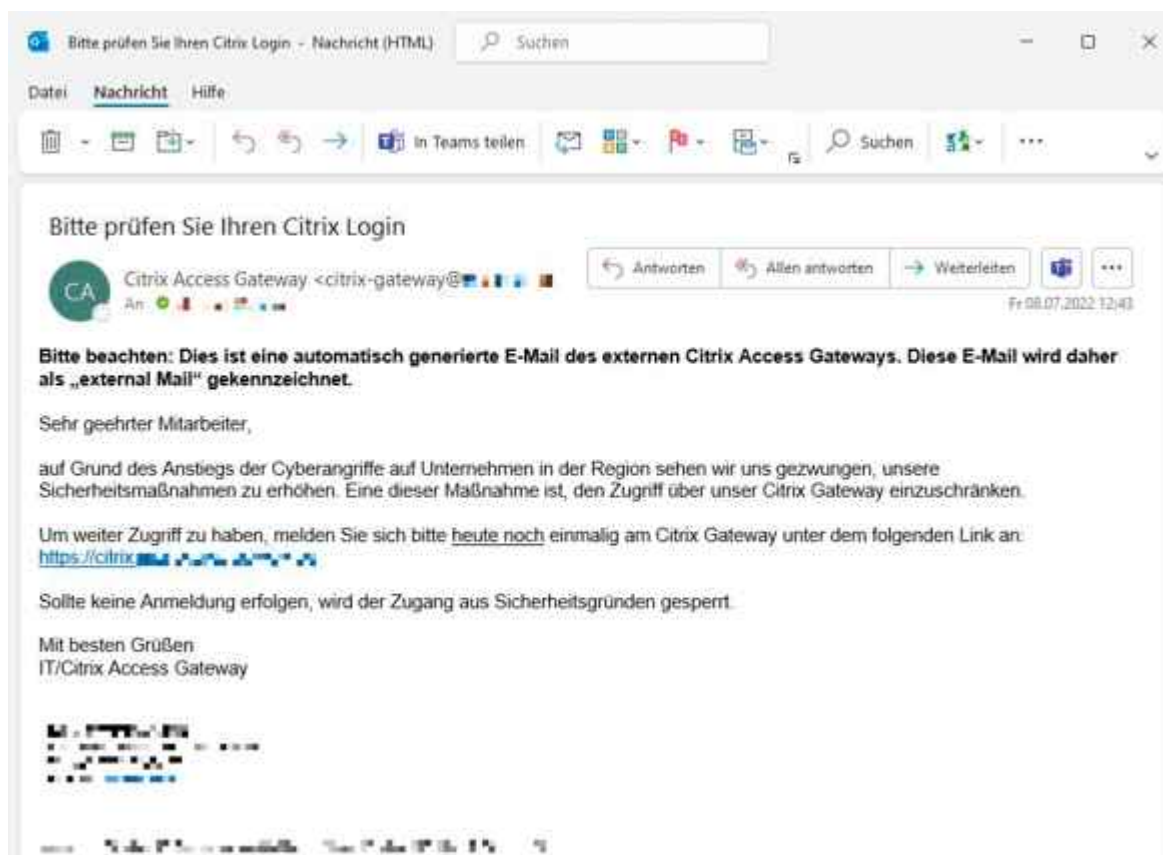 Bitte prüfen Sie Ihren Citrix Login - Nachricht (HTML)
Suchen
Datei Nachricht Hilfe
In Teams teilen
Suchen
Bitte prüfen Sie Ihren Citrix Login
CA
Citrix Access Gateway <citrix-gateway@
An
Antworten
Allen antworten
Weiterleiten
Fr 08.07.2022 12:43
Bitte beachten: Dies ist eine automatisch generierte E-Mail des externen Citrix Access Gateways. Diese E-Mail wird daher
als „external Mail“ gekennzeichnet.
Sehr geehrter Mitarbeiter,
auf Grund des Anstiegs der Cyberangriffe auf Unternehmen in der Region sehen wir uns gezwungen, unsere
Sicherheitsmaßnahmen zu erhöhen. Eine dieser Maßnahme ist, den Zugriff über unser Citrix Gateway einzuschränken.
Um weiter Zugriff zu haben, melden Sie sich bitte heute noch einmalig am Citrix Gateway unter dem folgenden Link an:
https://citrix
Sollte keine Anmeldung erfolgen, wird der Zugang aus Sicherheitsgründen gesperrt.
Mit besten Grüßen
IT/Citrix Access Gateway